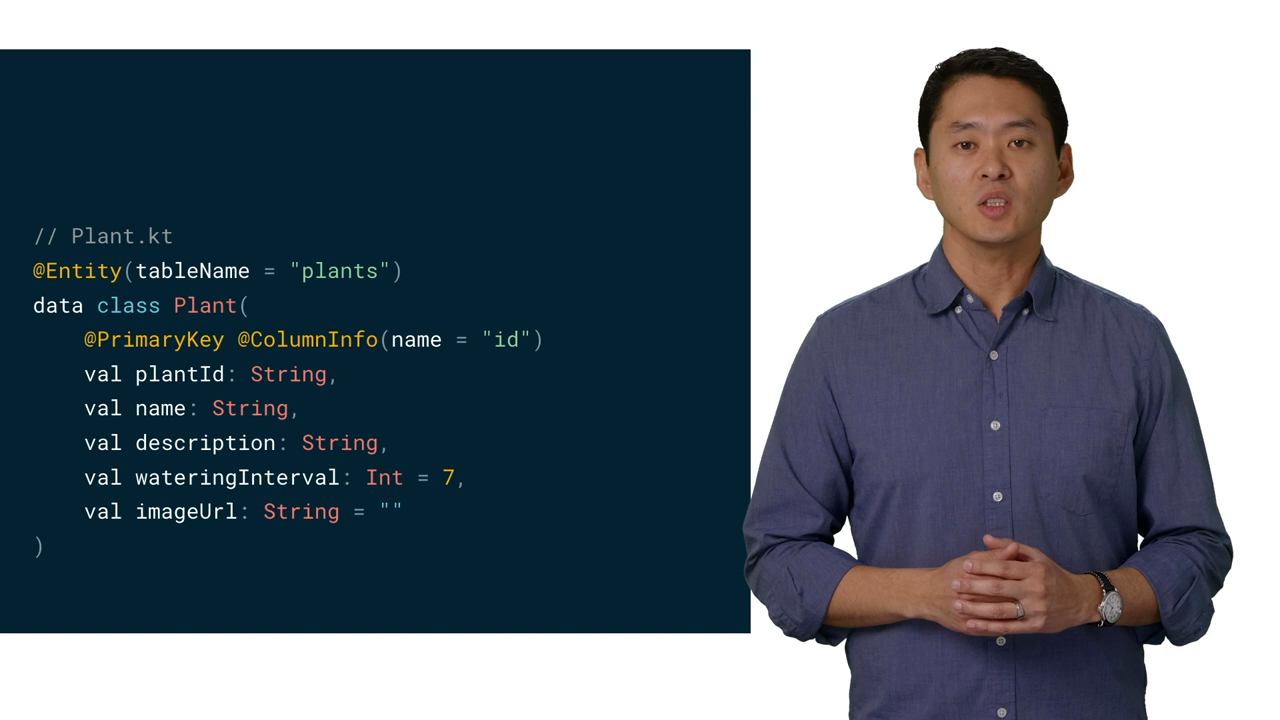 // Plant.kt
@Entity(tableName = "plants")
data class Plant(
    @PrimaryKey @ColumnInfo(name = "id")
    val plantId: String,
    val name: String,
    val description: String,
    val wateringInterval: Int = 7,
    val imageUrl: String = ""
)